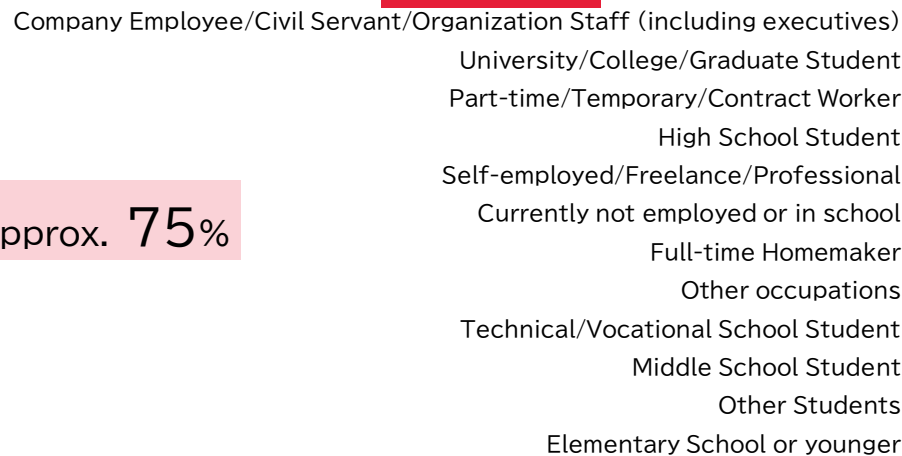 Company Employee/Civil Servant/Organization Staff (including executives)
University/College/Graduate Student
Part-time/Temporary/Contract Worker
High School Student
Self-employed/Freelance/Professional
pprox. 75%
Currently not employed or in school
Full-time Homemaker
Other occupations
Technical/Vocational School Student
Middle School Student
Other Students
Elementary School or younger